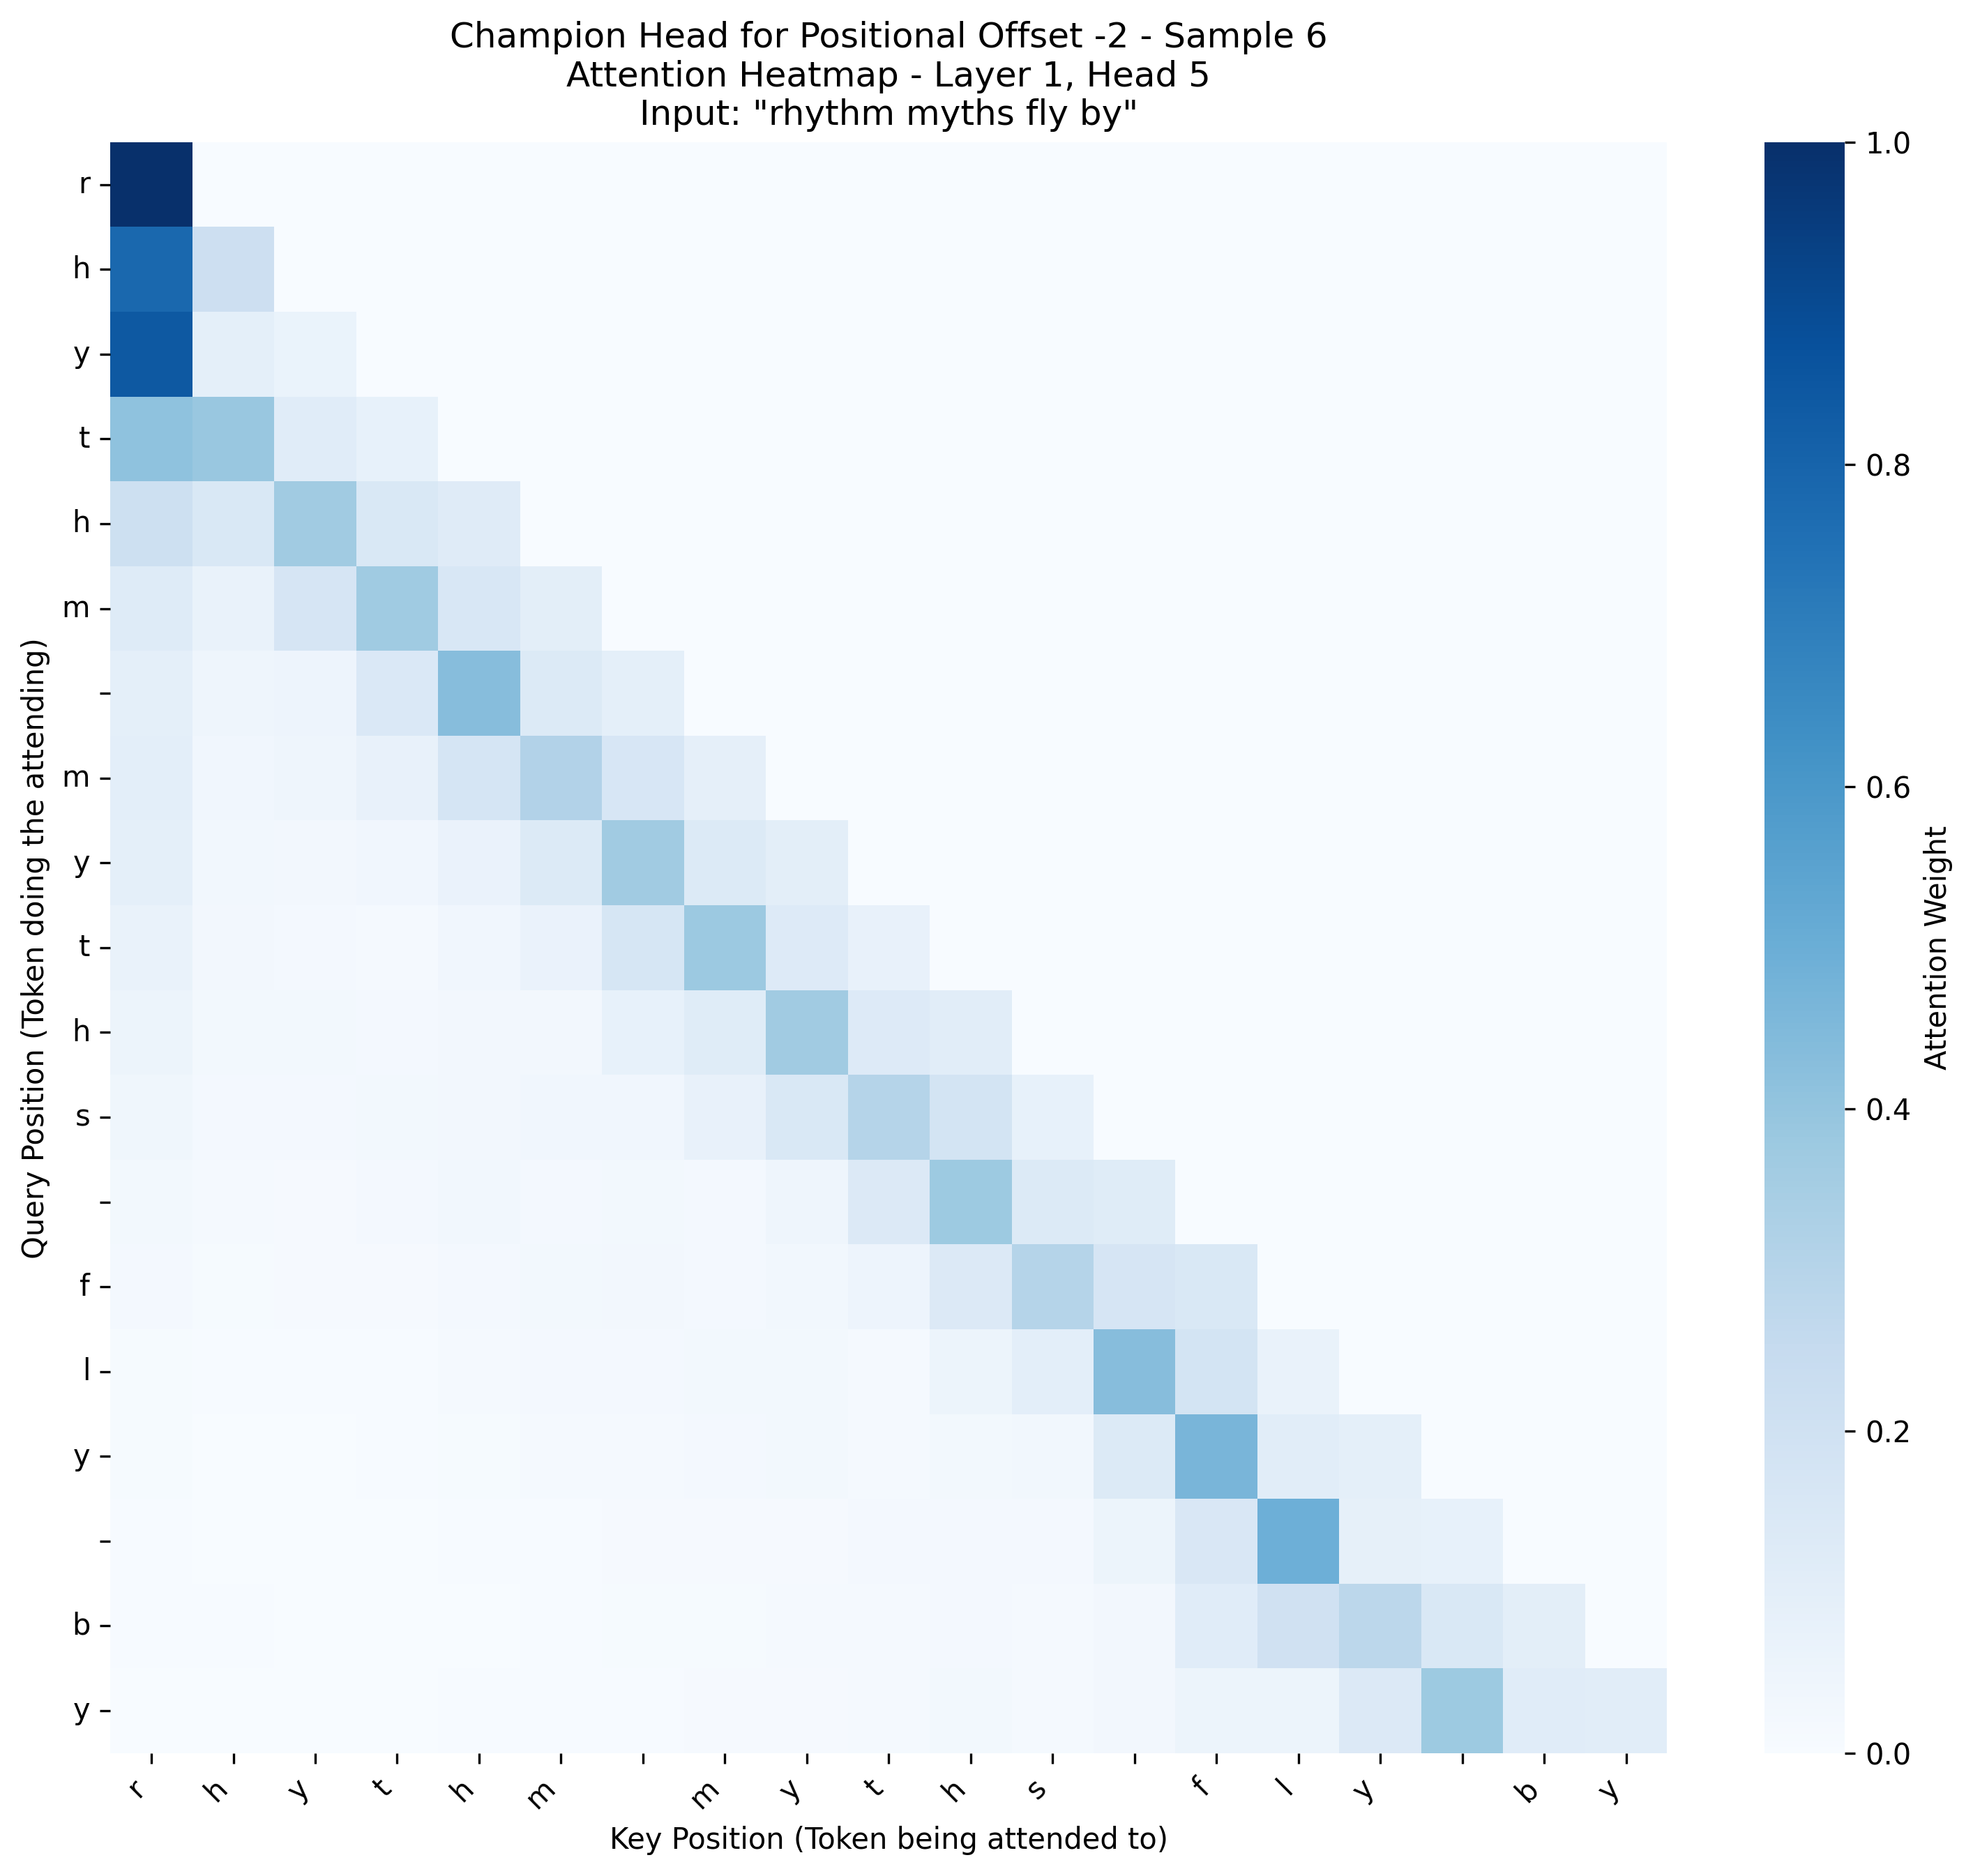 Champion Head for Positional Offset -2 - Sample 6
Attention Heatmap - Layer 1, Head 5
Input: "rhythm myths fly by"
Query Position (Token doing the attending)
r
h
y
t
h
m
m
y
t
h
s
f
l
y
b
y
r h y t h m m y t h s f l y b y
Key Position (Token being attended to)
1.0
0.8
0.6
0.4
0.2
0.0
Attention Weight